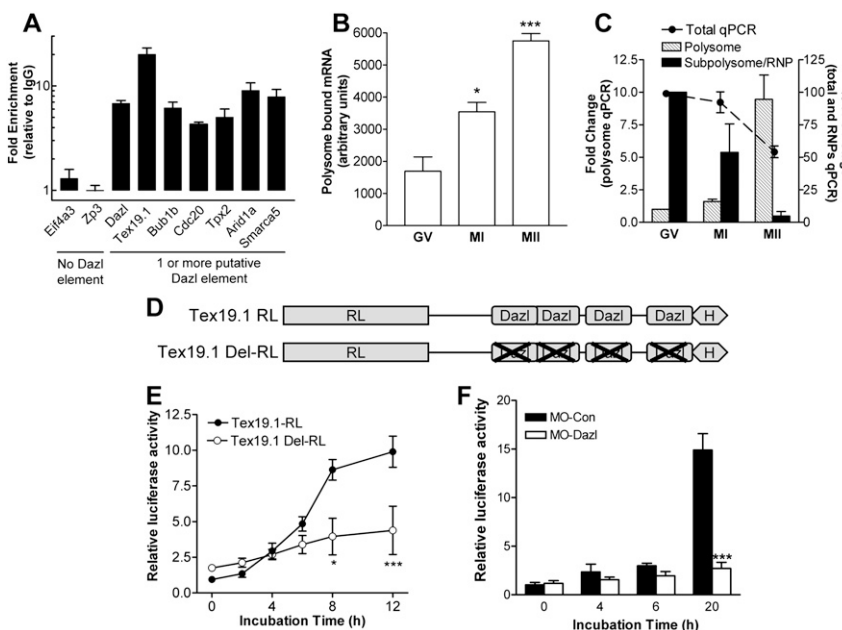 A
Fold Enrichment
(relative to IgG)
10
1
Eif4a3
Zp3
Dazl
Tex19.1
Bub1b
Cdc20
Tpx2
Arid1a
Smarca5
No Dazl
element
1 or more putative
Dazl element
B
Polysome bound mRNA
(arbitrary units)
6000
5000
4000
3000
2000
1000
0
*
***
GV
MI
MII
C
Total qPCR
Polysome
Subpolysome/RNP
Fold Change
(polysome qPCR)
10.0
7.5
5.0
2.5
0.0
100
75
50
25
0
(total and RNPs qPCR)
GV
MI
MII
D
Tex19.1 RL
RL
Dazl
Dazl
Dazl
Dazl
H
Tex19.1 Del-RL
RL
Dazl
Dazl
Dazl
Dazl
H
E
Relative luciferase activity
12.5
10.0
7.5
5.0
2.5
0.0
Tex19.1-RL
Tex19.1 Del-RL
*
***
0
4
8
12
Incubation Time (h)
F
Relative luciferase activity
20
15
10
5
0
MO-Con
MO-Dazl
***
0
4
6
20
Incubation Time (h)